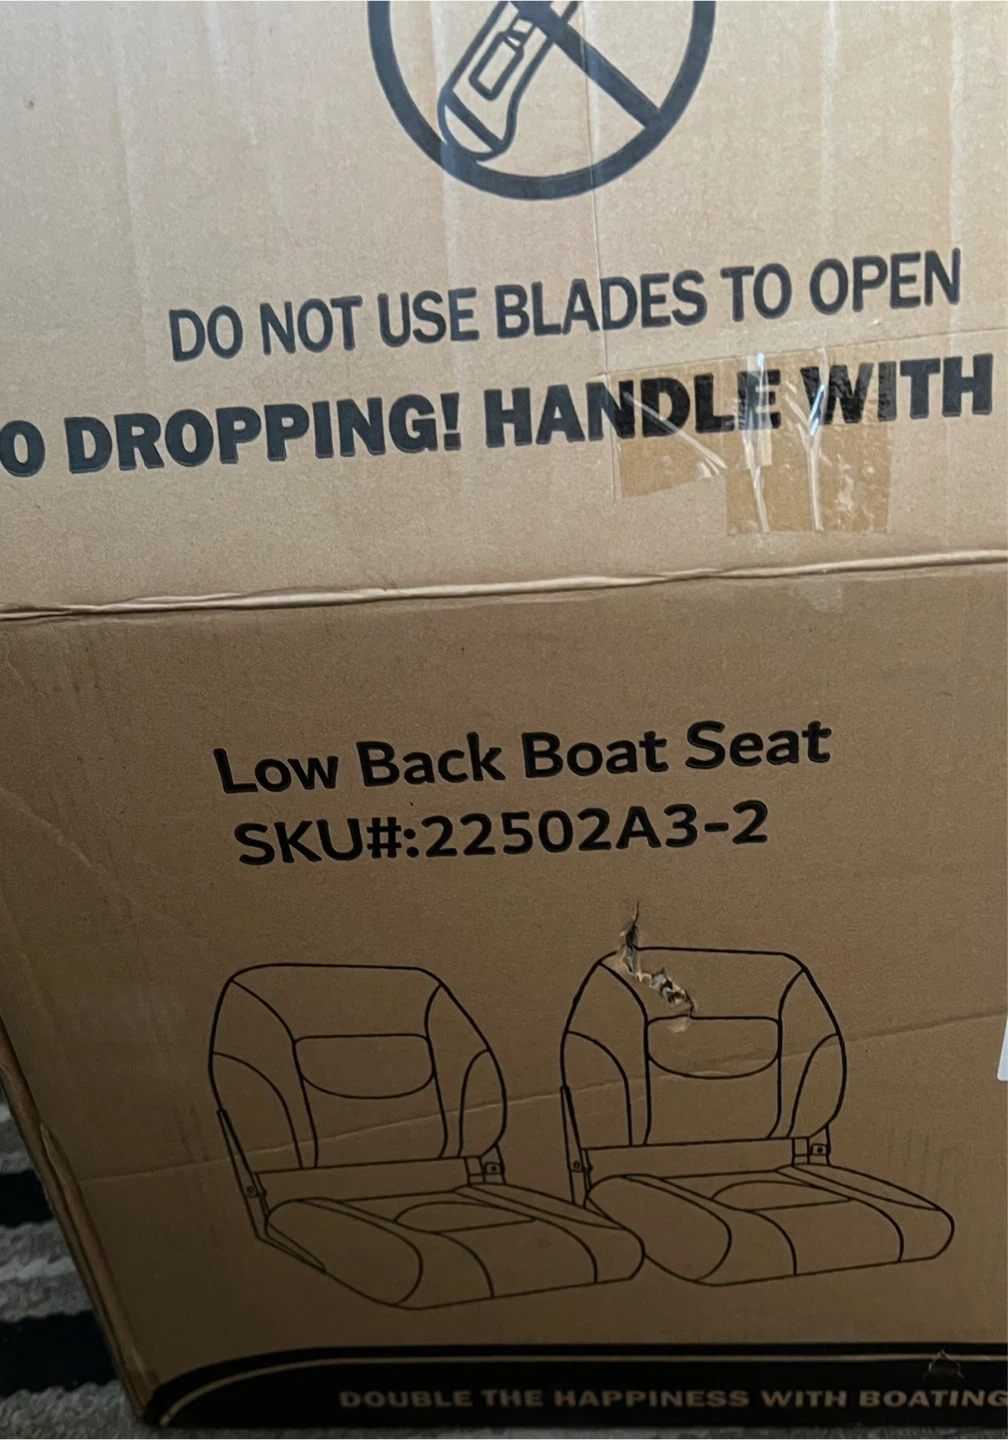 DO NOT USE BLADES TO OPEN
O DROPPING! HANDLE WITH
Low Back Boat Seat
SKU#:22502A3-2
DOUBLE THE HAPPINESS WITH BOATING